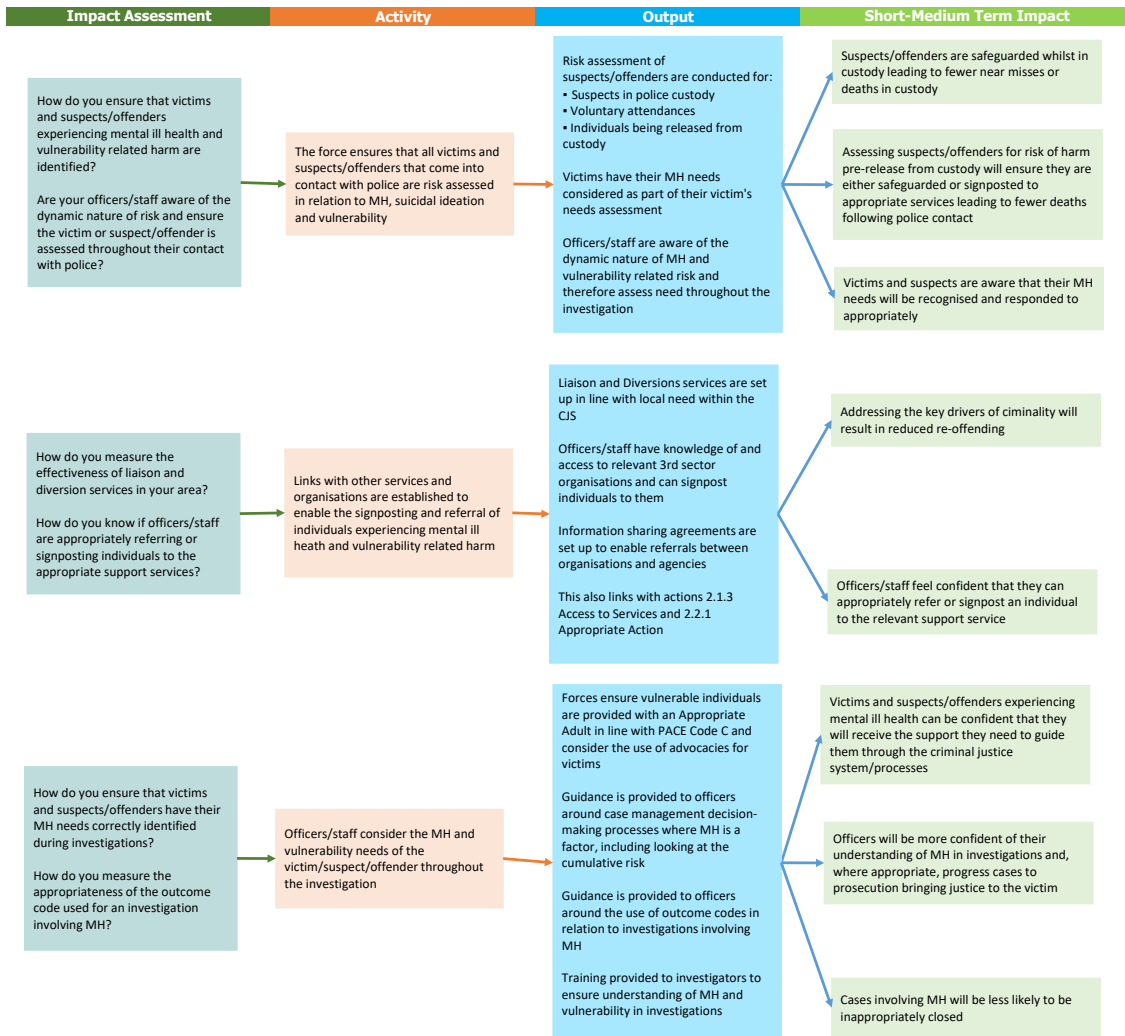 Impact Assessment
Activity
Output
Short-Medium Term Impact
How do you ensure that victims
and suspects/offenders
experiencing mental ill health and
vulnerability related harm are
identified?
Are your officers/staff aware of the
dynamic nature of risk and ensure
the victim or suspect/offender is
assessed throughout their contact
with police?
The force ensures that all victims and
suspects/offenders that come into
contact with police are risk assessed
in relation to MH, suicidal ideation
and vulnerability
Risk assessment of
suspects/offenders are conducted for:
▪ Suspects in police custody
▪ Voluntary attendances
▪ Individuals being released from
custody
Victims have their MH needs
considered as part of their victim's
needs assessment
Officers/staff are aware of the
dynamic nature of MH and
vulnerability related risk and
therefore assess need throughout the
investigation
Suspects/offenders are safeguarded whilst in
custody leading to fewer near misses or
deaths in custody
Assessing suspects/offenders for risk of harm
pre-release from custody will ensure they are
either safeguarded or signposted to
appropriate services leading to fewer deaths
following police contact
Victims and suspects are aware that their MH
needs will be recognised and responded to
appropriately
How do you measure the
effectiveness of liaison and
diversion services in your area?
How do you know if officers/staff
are appropriately referring or
signposting individuals to the
appropriate support services?
Links with other services and
organisations are established to
enable the signposting and referral of
individuals experiencing mental ill
heath and vulnerability related harm
Liaison and Diversions services are set
up in line with local need within the
CJS
Officers/staff have knowledge of and
access to relevant 3rd sector
organisations and can signpost
individuals to them
Information sharing agreements are
set up to enable referrals between
organisations and agencies
This also links with actions 2.1.3
Access to Services and 2.2.1
Appropriate Action
Addressing the key drivers of ciminality will
result in reduced re-offending
Officers/staff feel confident that they can
appropriately refer or signpost an individual
to the relevant support service
How do you ensure that victims
and suspects/offenders have their
MH needs correctly identified
during investigations?
How do you measure the
appropriateness of the outcome
code used for an investigation
involving MH?
Officers/staff consider the MH and
vulnerability needs of the
victim/suspect/offender throughout
the investigation
Forces ensure vulnerable individuals
are provided with an Appropriate
Adult in line with PACE Code C and
consider the use of advocacies for
victims
Guidance is provided to officers
around case management decision-
making processes where MH is a
factor, including looking at the
cumulative risk
Guidance is provided to officers
around the use of outcome codes in
relation to investigations involving
MH
Training provided to investigators to
ensure understanding of MH and
vulnerability in investigations
Victims and suspects/offenders experiencing
mental ill health can be confident that they
will receive the support they need to guide
them through the criminal justice
system/processes
Officers will be more confident of their
understanding of MH in investigations and,
where appropriate, progress cases to
prosecution bringing justice to the victim
Cases involving MH will be less likely to be
inappropriately closed